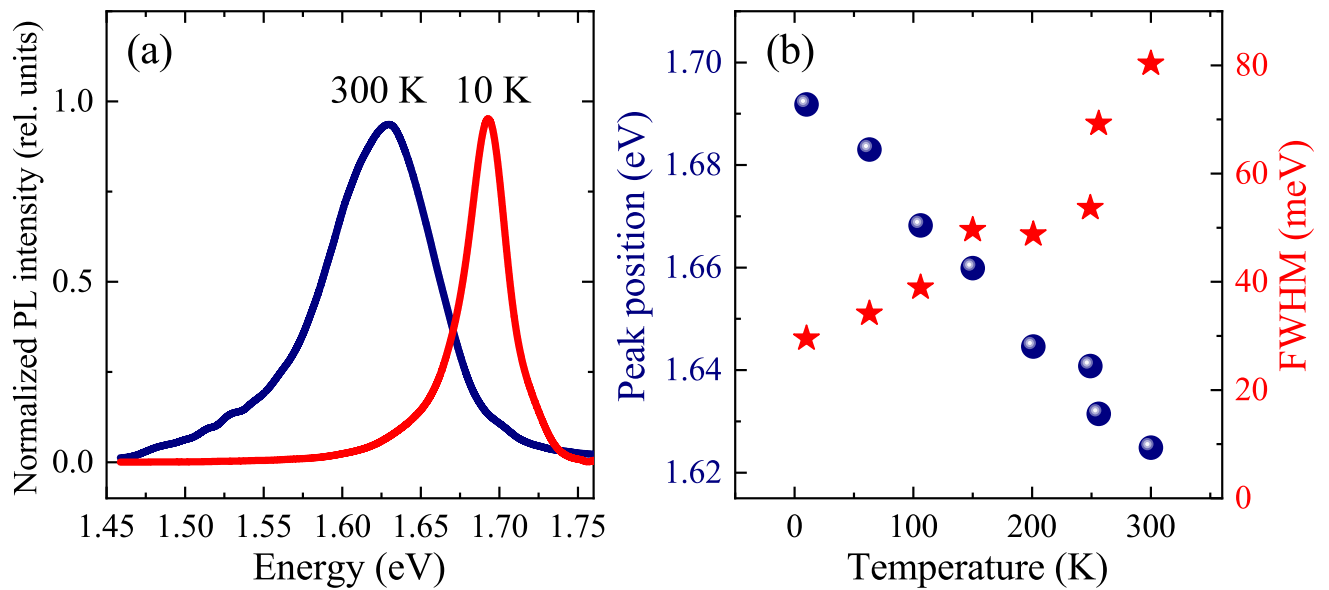 (a)
300 K 10 K
Normalized PL intensity (rel. units)
1.0
0.5
0.0
1.45 1.50 1.55 1.60 1.65 1.70 1.75
Energy (eV)
(b)
Peak position (eV)
1.70
1.68
1.66
1.64
1.62
0 100 200 300
Temperature (K)
80
60
40
20
0
FWHM (meV)